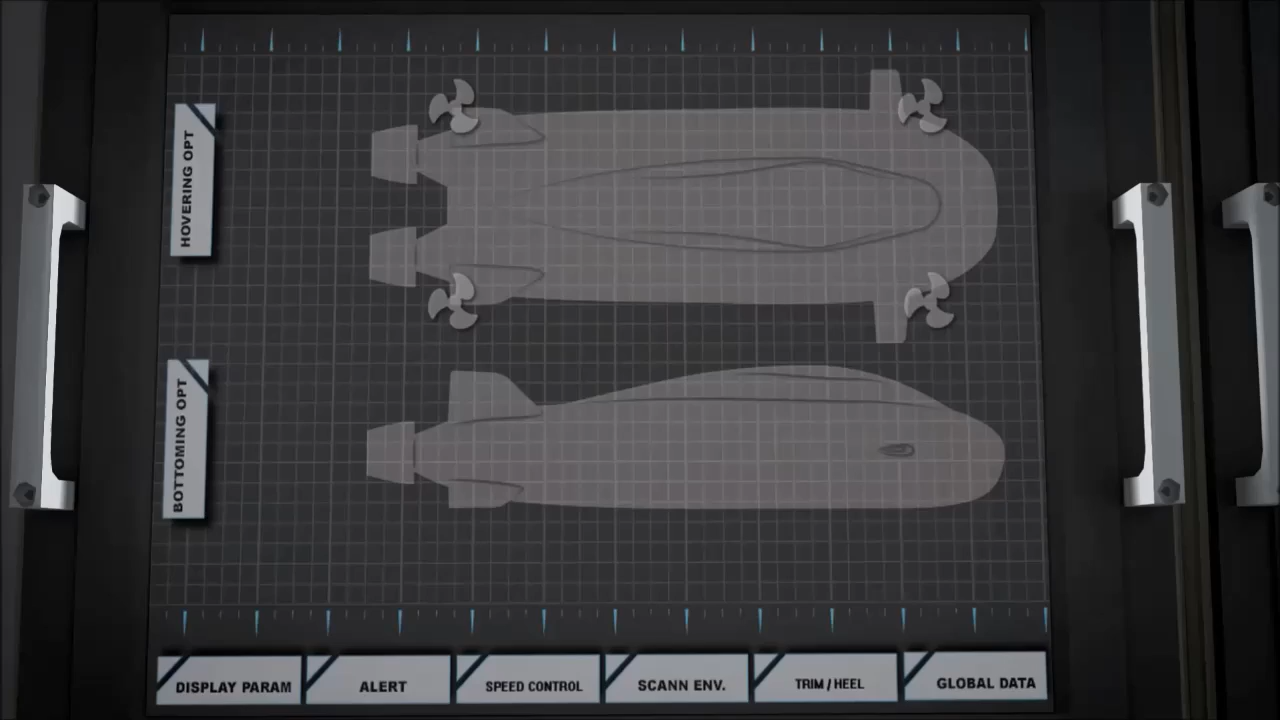 HOVERING OPT
BOTTOMING OPT
DISPLAY PARAM
ALERT
SPEED CONTROL
SCANN ENV.
TRIM / HEEL
GLOBAL DATA